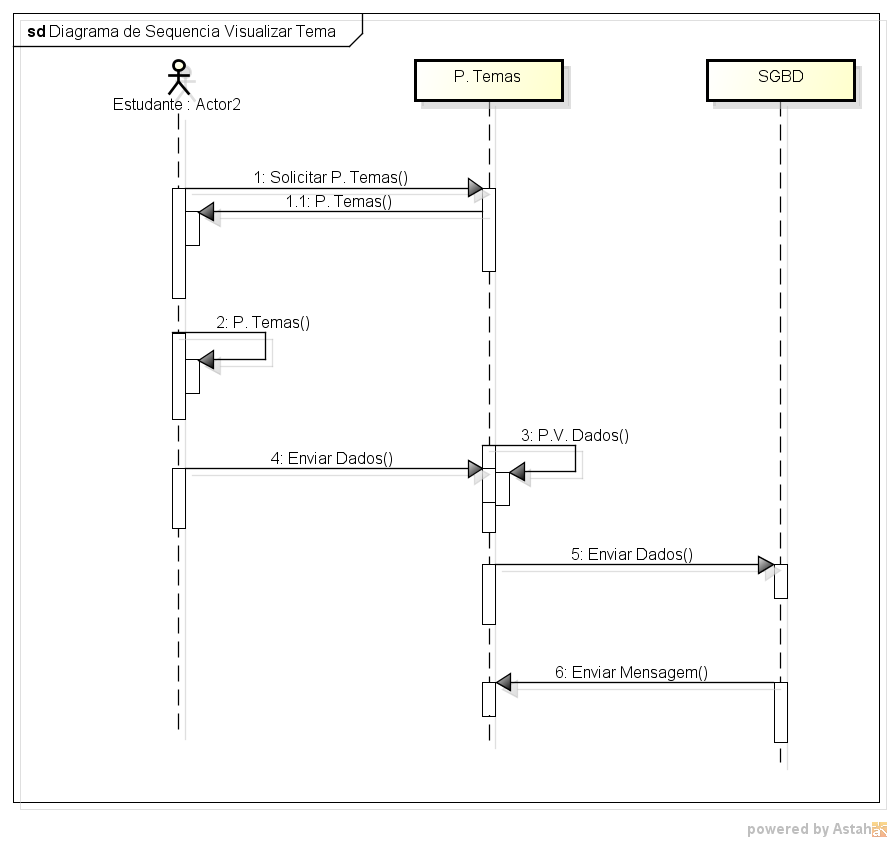 sd Diagrama de Sequencia Visualizar Tema
P. Temas
SGBD
Estudante : Actor2
1: Solicitar P. Temas()
1.1: P. Temas()
2: P. Temas()
3: P.V. Dados()
4: Enviar Dados()
5: Enviar Dados()
6: Enviar Mensagem()
powered by Astah